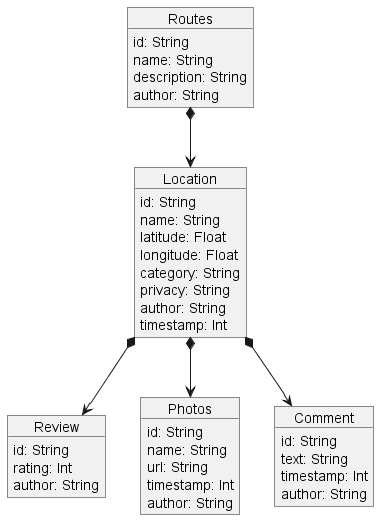 Routes
id: String
name: String
description: String
author: String
Location
id: String
name: String
latitude: Float
longitude: Float
category: String
privacy: String
author: String
timestamp: Int
Review
id: String
rating: Int
author: String
Photos
id: String
name: String
url: String
timestamp: Int
author: String
Comment
id: String
text: String
timestamp: Int
author: String